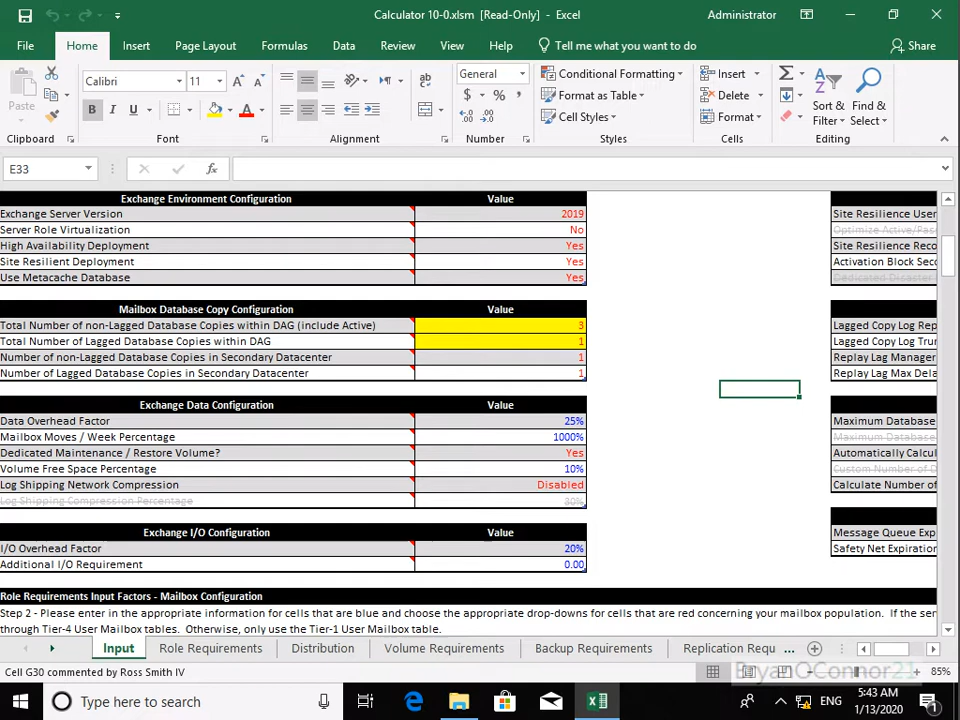 Calculator 10-0.xlsm [Read-Only] - Excel
Administrator
File Home Insert Page Layout Formulas Data Review View Help Tell me what you want to do Share
Paste
Calibri 11
B I U
General
$ % ,
Conditional Formatting
Format as Table
Cell Styles
Insert
Delete
Format
Sort & Filter
Find & Select
Clipboard Font Alignment Number Styles Cells Editing
E33 fx
Exchange Environment Configuration Value
Exchange Server Version 2019 Site Resilience User
Server Role Virtualization No Optimize Active/Pas
High Availability Deployment Yes Site Resilience Reco
Site Resilient Deployment Yes Activation Block Seco
Use Metacache Database Yes Dedicated Disaster
Mailbox Database Copy Configuration Value
Total Number of non-Lagged Database Copies within DAG (include Active) 3 Lagged Copy Log Rep
Total Number of Lagged Database Copies within DAG 1 Lagged Copy Log Trun
Number of non-Lagged Database Copies in Secondary Datacenter 1 Replay Lag Manager
Number of Lagged Database Copies in Secondary Datacenter 1 Replay Lag Max Dela
Exchange Data Configuration Value
Data Overhead Factor 25% Maximum Database
Mailbox Moves / Week Percentage 1000% Maximum Database
Dedicated Maintenance / Restore Volume? Yes Automatically Calcul
Volume Free Space Percentage 10% Custom Number of D
Log Shipping Network Compression Disabled Calculate Number of
Log Shipping Compression Percentage 30%
Exchange I/O Configuration Value
I/O Overhead Factor 20% Message Queue Exp
Additional I/O Requirement 0.00 Safety Net Expiration
Role Requirements Input Factors - Mailbox Configuration
Step 2 - Please enter in the appropriate information for cells that are blue and choose the appropriate drop-downs for cells that are red concerning your mailbox population. If the ser
through Tier-4 User Mailbox tables. Otherwise, only use the Tier-1 User Mailbox table.
Input Role Requirements Distribution Volume Requirements Backup Requirements Replication Requ ...
Cell G30 commented by Ross Smith IV 85%
BryanOConnor21
Type here to search
ENG
5:43 AM
1/13/2020
1